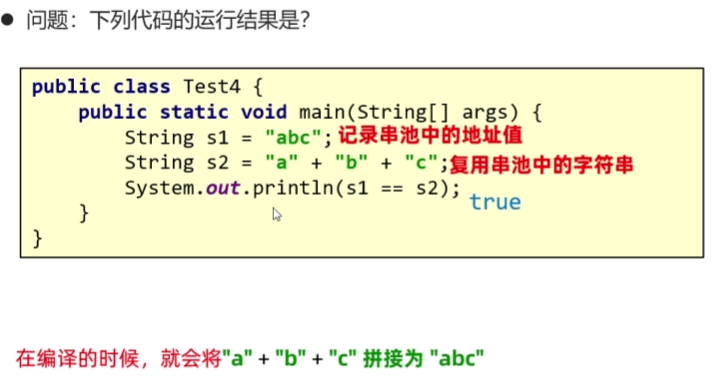 ● 问题：下列代码的运行结果是？
public class Test4 {
public static void main(String[] args) {
String s1 = "abc"; 记录串池中的地址值
String s2 = "a" + "b" + "c";复用串池中的字符串
System.out.println(s1 == s2);
true
}
}
在编译的时候，就会将"a" + "b" + "c" 拼接为 "abc"